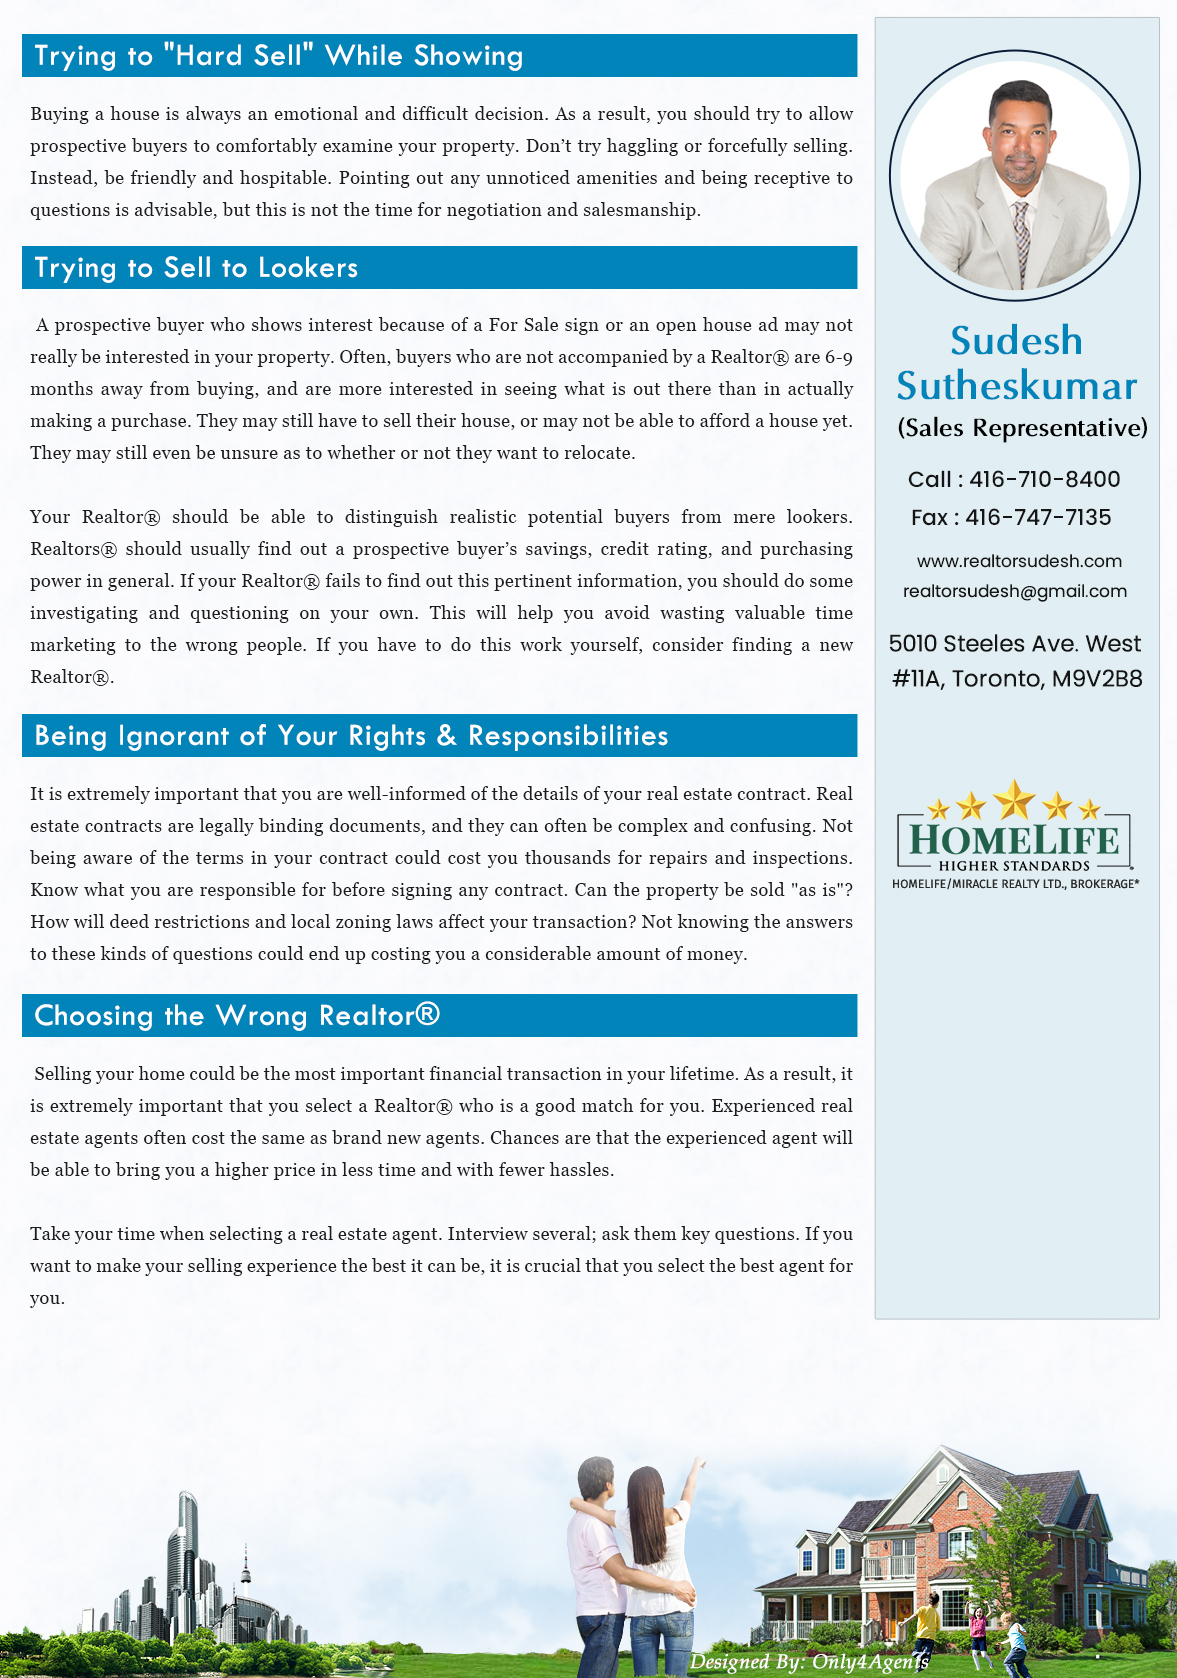 Trying to "Hard Sell" While Showing
Buying a house is always an emotional and difficult decision. As a result, you should try to allow
prospective buyers to comfortably examine your property. Don’t try haggling or forcefully selling.
Instead, be friendly and hospitable. Pointing out any unnoticed amenities and being receptive to
questions is advisable, but this is not the time for negotiation and salesmanship.
Trying to Sell to Lookers
A prospective buyer who shows interest because of a For Sale sign or an open house ad may not
really be interested in your property. Often, buyers who are not accompanied by a Realtor® are 6-9
months away from buying, and are more interested in seeing what is out there than in actually
making a purchase. They may still have to sell their house, or may not be able to afford a house yet.
They may still even be unsure as to whether or not they want to relocate.
Your Realtor® should be able to distinguish realistic potential buyers from mere lookers.
Realtors® should usually find out a prospective buyer’s savings, credit rating, and purchasing
power in general. If your Realtor® fails to find out this pertinent information, you should do some
investigating and questioning on your own. This will help you avoid wasting valuable time
marketing to the wrong people. If you have to do this work yourself, consider finding a new
Realtor®.
Being Ignorant of Your Rights & Responsibilities
It is extremely important that you are well-informed of the details of your real estate contract. Real
estate contracts are legally binding documents, and they can often be complex and confusing. Not
being aware of the terms in your contract could cost you thousands for repairs and inspections.
Know what you are responsible for before signing any contract. Can the property be sold "as is"?
How will deed restrictions and local zoning laws affect your transaction? Not knowing the answers
to these kinds of questions could end up costing you a considerable amount of money.
Choosing the Wrong Realtor®
Selling your home could be the most important financial transaction in your lifetime. As a result, it
is extremely important that you select a Realtor® who is a good match for you. Experienced real
estate agents often cost the same as brand new agents. Chances are that the experienced agent will
be able to bring you a higher price in less time and with fewer hassles.
Take your time when selecting a real estate agent. Interview several; ask them key questions. If you
want to make your selling experience the best it can be, it is crucial that you select the best agent for
you.
Sudesh
Sutheskumar
(Sales Representative)
Call : 416-710-8400
Fax : 416-747-7135
www.realtorsudesh.com
realtorsudesh@gmail.com
5010 Steeles Ave. West
#11A, Toronto, M9V2B8
HOMELIFE
HIGHER STANDARDS
HOMELIFE/MIRACLE REALTY LTD., BROKERAGE*
Designed By: Only4Agents